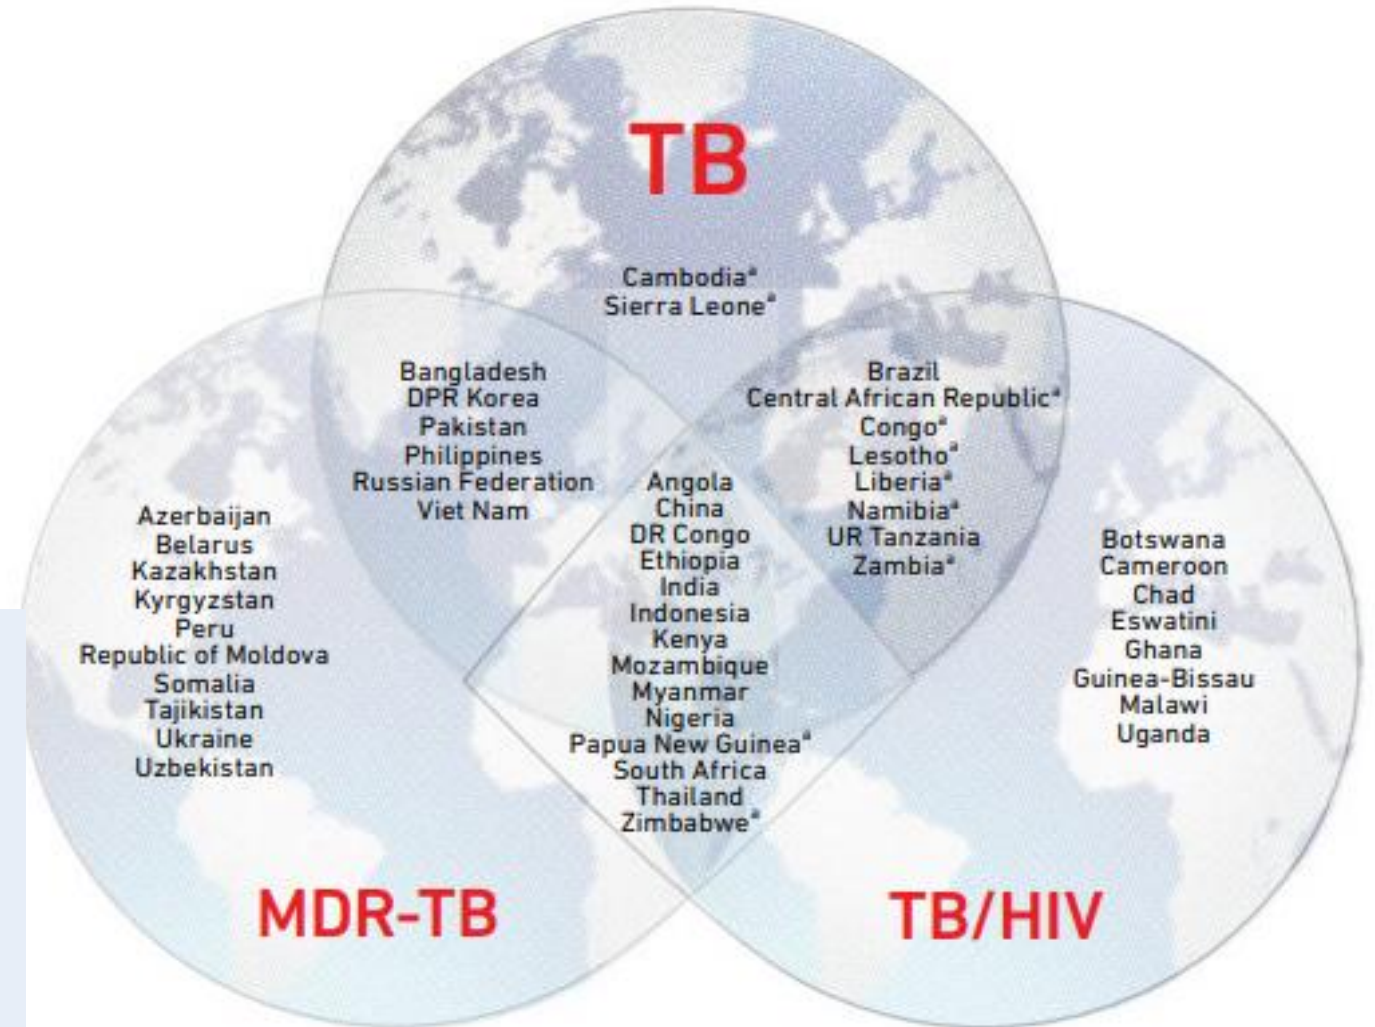 TB
Cambodiaª
Sierra Leoneª
Bangladesh
DPR Korea
Pakistan
Philippines
Russian Federation
Viet Nam
Brazil
Central African Republicª
Congoª
Lesothoª
Liberiaª
Namibiaª
UR Tanzania
Zambiaª
Angola
China
DR Congo
Ethiopia
India
Indonesia
Kenya
Mozambique
Myanmar
Nigeria
Papua New Guineaª
South Africa
Thailand
Zimbabweª
Azerbaijan
Belarus
Kazakhstan
Kyrgyzstan
Peru
Republic of Moldova
Somalia
Tajikistan
Ukraine
Uzbekistan
Botswana
Cameroon
Chad
Eswatini
Ghana
Guinea-Bissau
Malawi
Uganda
MDR-TB
TB/HIV